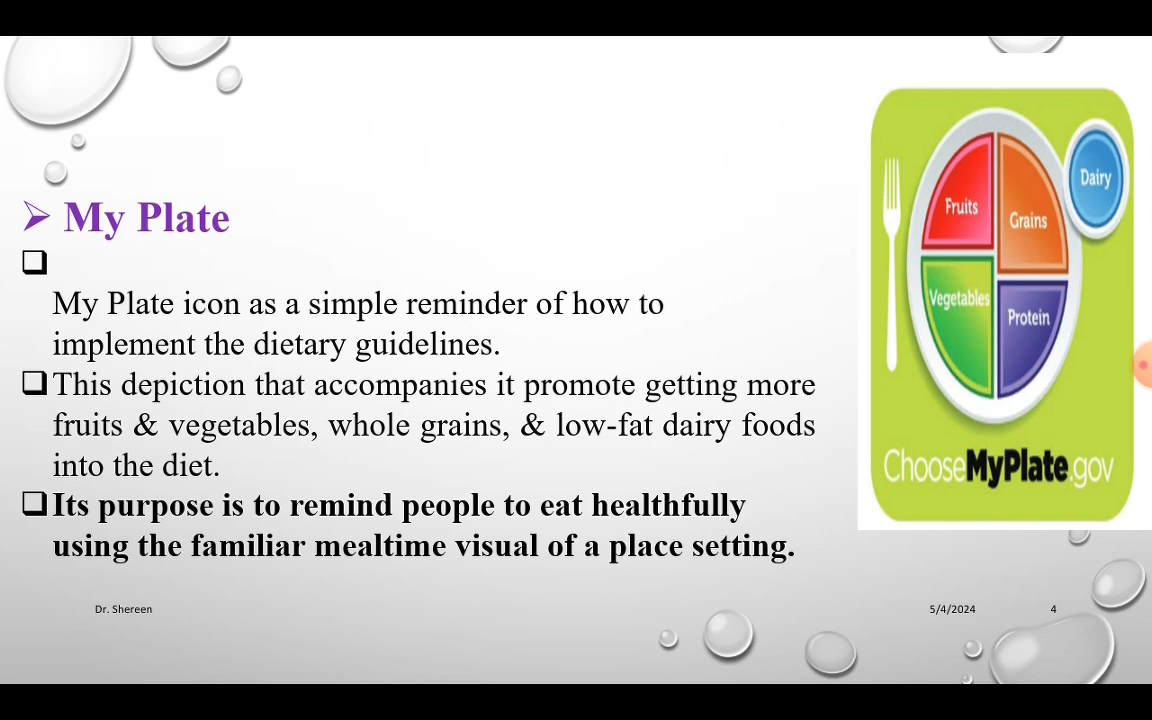 My Plate
My Plate icon as a simple reminder of how to
implement the dietary guidelines.
This depiction that accompanies it promote getting more
fruits & vegetables, whole grains, & low-fat dairy foods
into the diet.
Its purpose is to remind people to eat healthfully
using the familiar mealtime visual of a place setting.
Fruits
Grains
Dairy
Vegetables
Protein
ChooseMyPlate.gov
Dr. Shereen
5/4/2024
4